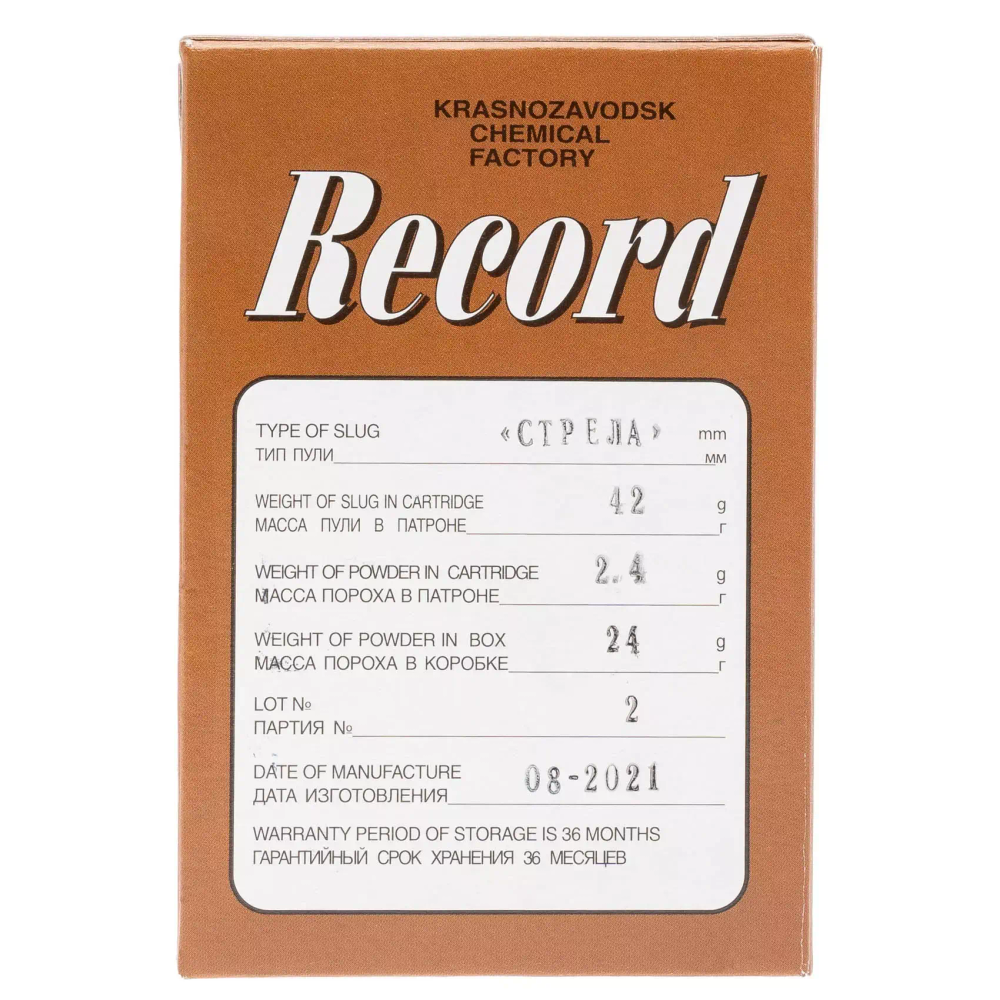 KRASNOZAVODSK
CHEMICAL
FACTORY
Record
TYPE OF SLUG «СТРЕЛА» mm
ТИП ПУЛИ мм
WEIGHT OF SLUG IN CARTRIDGE 42 g
МАССА ПУЛИ В ПАТРОНЕ г
WEIGHT OF POWDER IN CARTRIDGE 2.4 g
МАССА ПОРОХА В ПАТРОНЕ г
WEIGHT OF POWDER IN BOX 24 g
МАССА ПОРОХА В КОРОБКЕ г
LOT № 2
ПАРТИЯ №
DATE OF MANUFACTURE 08-2021
ДАТА ИЗГОТОВЛЕНИЯ
WARRANTY PERIOD OF STORAGE IS 36 MONTHS
ГАРАНТИЙНЫЙ СРОК ХРАНЕНИЯ 36 МЕСЯЦЕВ